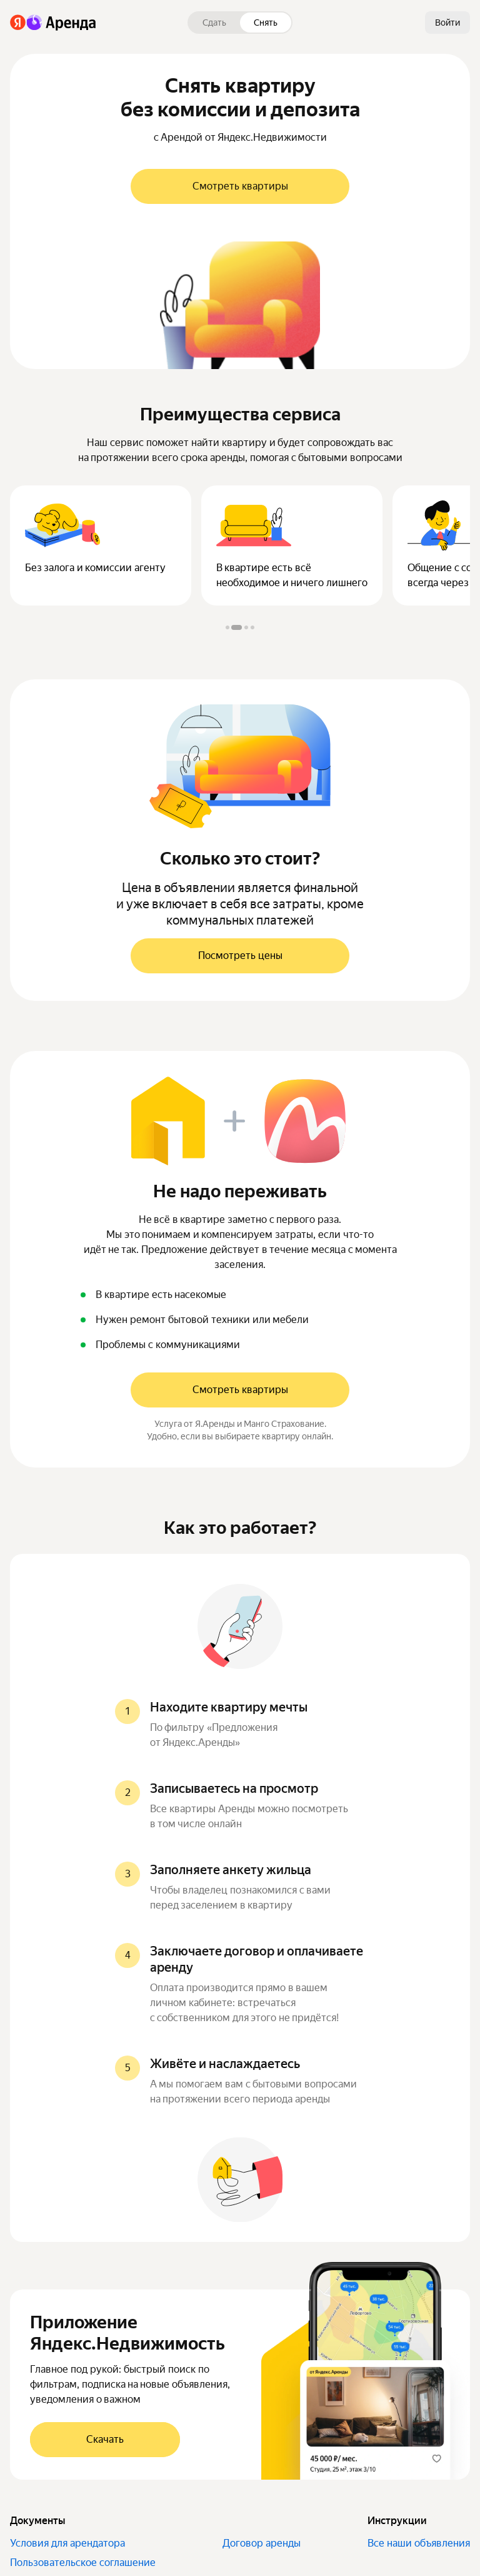 Я Аренда
Сдать
Снять
Войти
Снять квартиру
без комиссии и депозита
с Арендой от Яндекс.Недвижимости
Смотреть квартиры
Преимущества сервиса
Наш сервис поможет найти квартиру и будет сопровождать вас
на протяжении всего срока аренды, помогая с бытовыми вопросами
Без залога и комиссии агенту
В квартире есть всё
необходимое и ничего лишнего
Общение с
всегда через
Сколько это стоит?
Цена в объявлении является финальной
и уже включает в себя все затраты, кроме
коммунальных платежей
Посмотреть цены
Не надо переживать
Не всё в квартире заметно с первого раза.
Мы это понимаем и компенсируем затраты, если что-то
идёт не так. Предложение действует в течение месяца с момента
заселения.
В квартире есть насекомые
Нужен ремонт бытовой техники или мебели
Проблемы с коммуникациями
Смотреть квартиры
Услуга от Я.Аренды и Манго Страхование.
Удобно, если вы выбираете квартиру онлайн.
Как это работает?
1
Находите квартиру мечты
По фильтру «Предложения
от Яндекс.Аренды»
2
Записываетесь на просмотр
Все квартиры Аренды можно посмотреть
в том числе онлайн
3
Заполняете анкету жильца
Чтобы владелец познакомился с вами
перед заселением в квартиру
4
Заключаете договор и оплачиваете
аренду
Оплата производится прямо в вашем
личном кабинете: встречаться
с собственником для этого не придётся!
5
Живёте и наслаждаетесь
А мы помогаем вам с бытовыми вопросами
на протяжении всего периода аренды
Приложение
Яндекс.Недвижимость
Главное под рукой: быстрый поиск по
фильтрам, подписка на новые объявления,
уведомления о важном
Скачать
от Яндекс.Аренды
45 000 ₽/ мес.
Студия, 25 м², этаж 3/10
Документы
Инструкции
Условия для арендатора
Договор аренды
Все наши объявления
Пользовательское соглашение